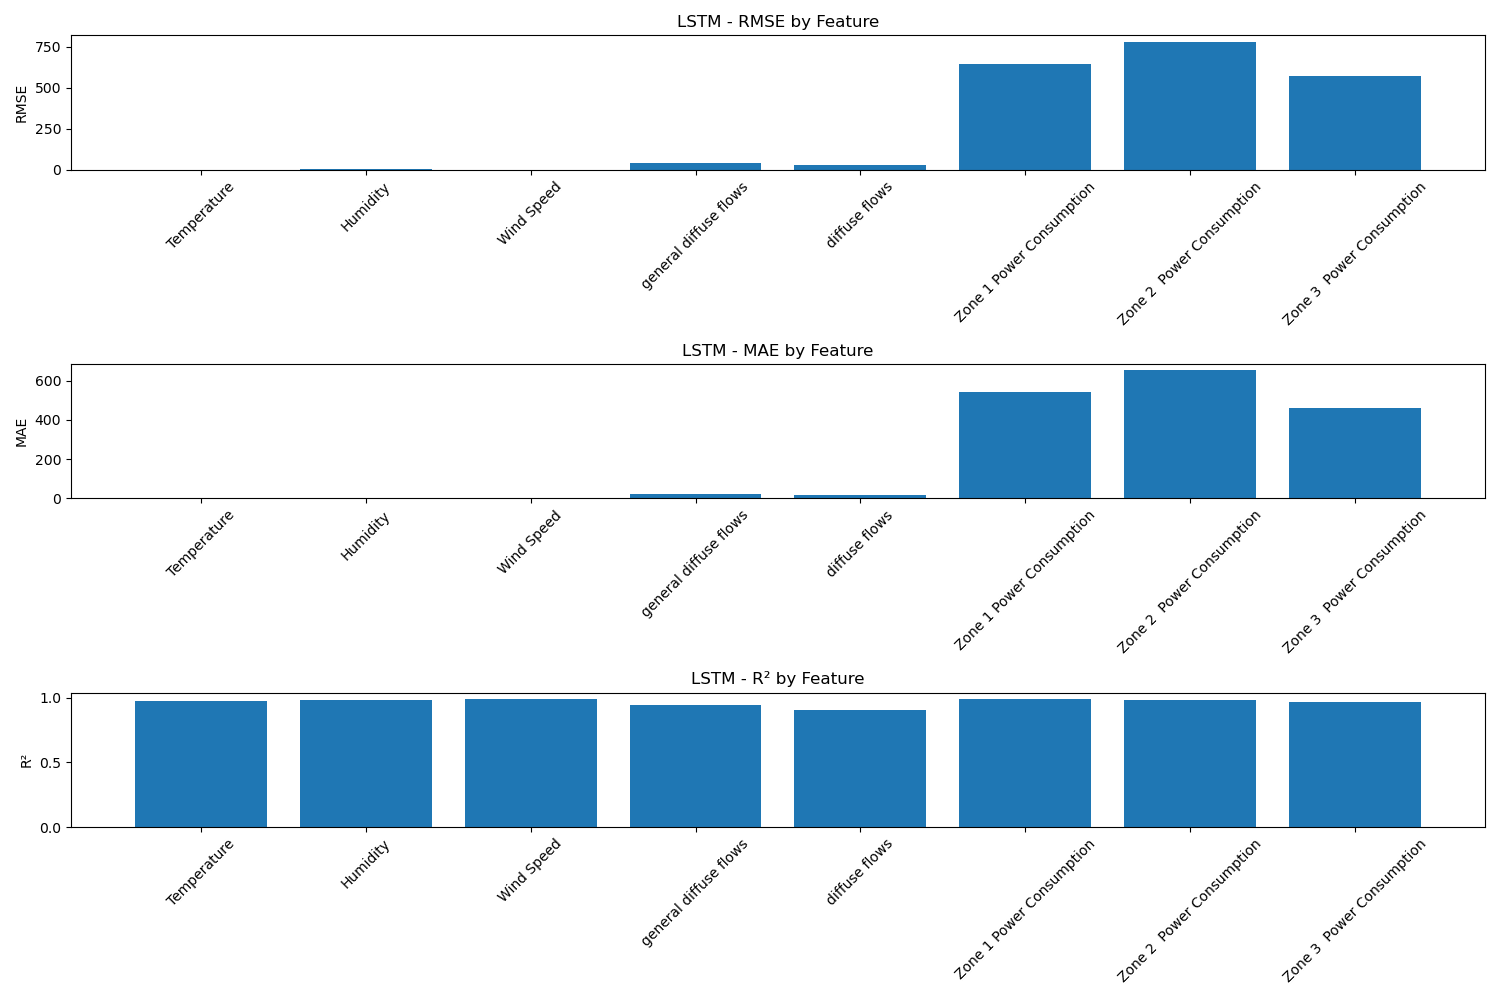 LSTM - RMSE by Feature
750
500
250
0
RMSE
Temperature
Humidity
Wind Speed
general diffuse flows
diffuse flows
Zone 1 Power Consumption
Zone 2  Power Consumption
Zone 3  Power Consumption
LSTM - MAE by Feature
600
400
200
0
MAE
Temperature
Humidity
Wind Speed
general diffuse flows
diffuse flows
Zone 1 Power Consumption
Zone 2  Power Consumption
Zone 3  Power Consumption
LSTM - R² by Feature
1.0
0.5
0.0
R²
Temperature
Humidity
Wind Speed
general diffuse flows
diffuse flows
Zone 1 Power Consumption
Zone 2  Power Consumption
Zone 3  Power Consumption